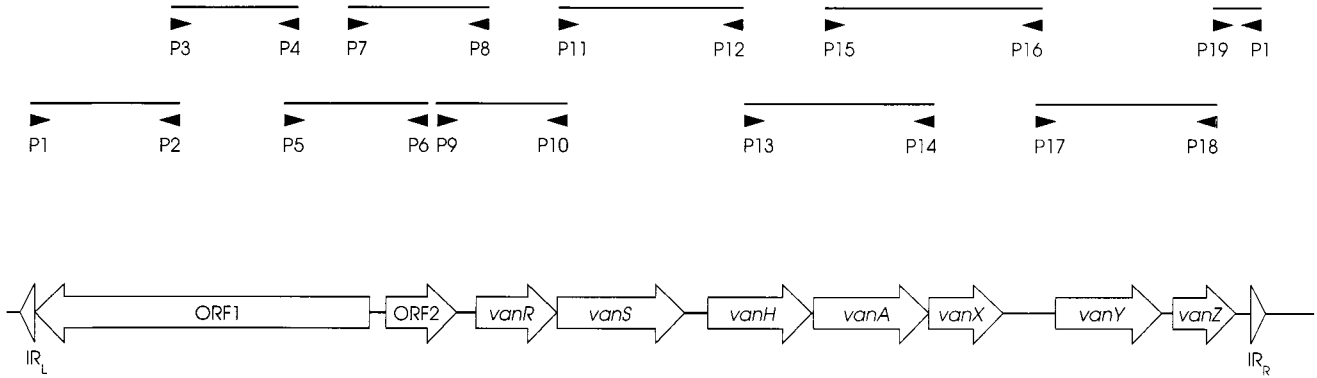 P3 P4 P7 P8 P11 P12 P15 P16 P19 P1
P1 P2 P5 P6 P9 P10 P13 P14 P17 P18
ORF1 ORF2 vanR vanS vanH vanA vanX vanY vanZ
IRL IRR